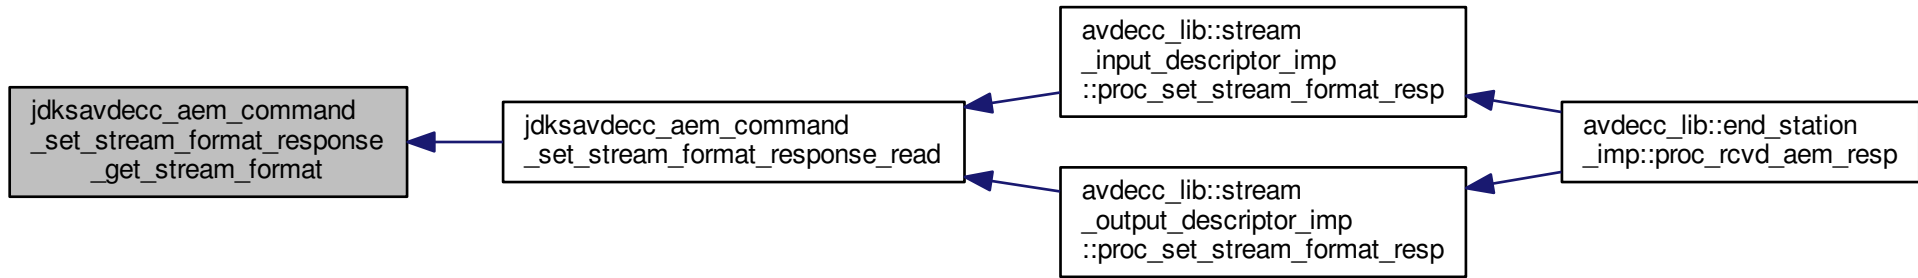 jdksavdecc_aem_command
_set_stream_format_response
_get_stream_format
jdksavdecc_aem_command
_set_stream_format_response_read
avdecc_lib::stream
_input_descriptor_imp
::proc_set_stream_format_resp
avdecc_lib::stream
_output_descriptor_imp
::proc_set_stream_format_resp
avdecc_lib::end_station
_imp::proc_rcvd_aem_resp